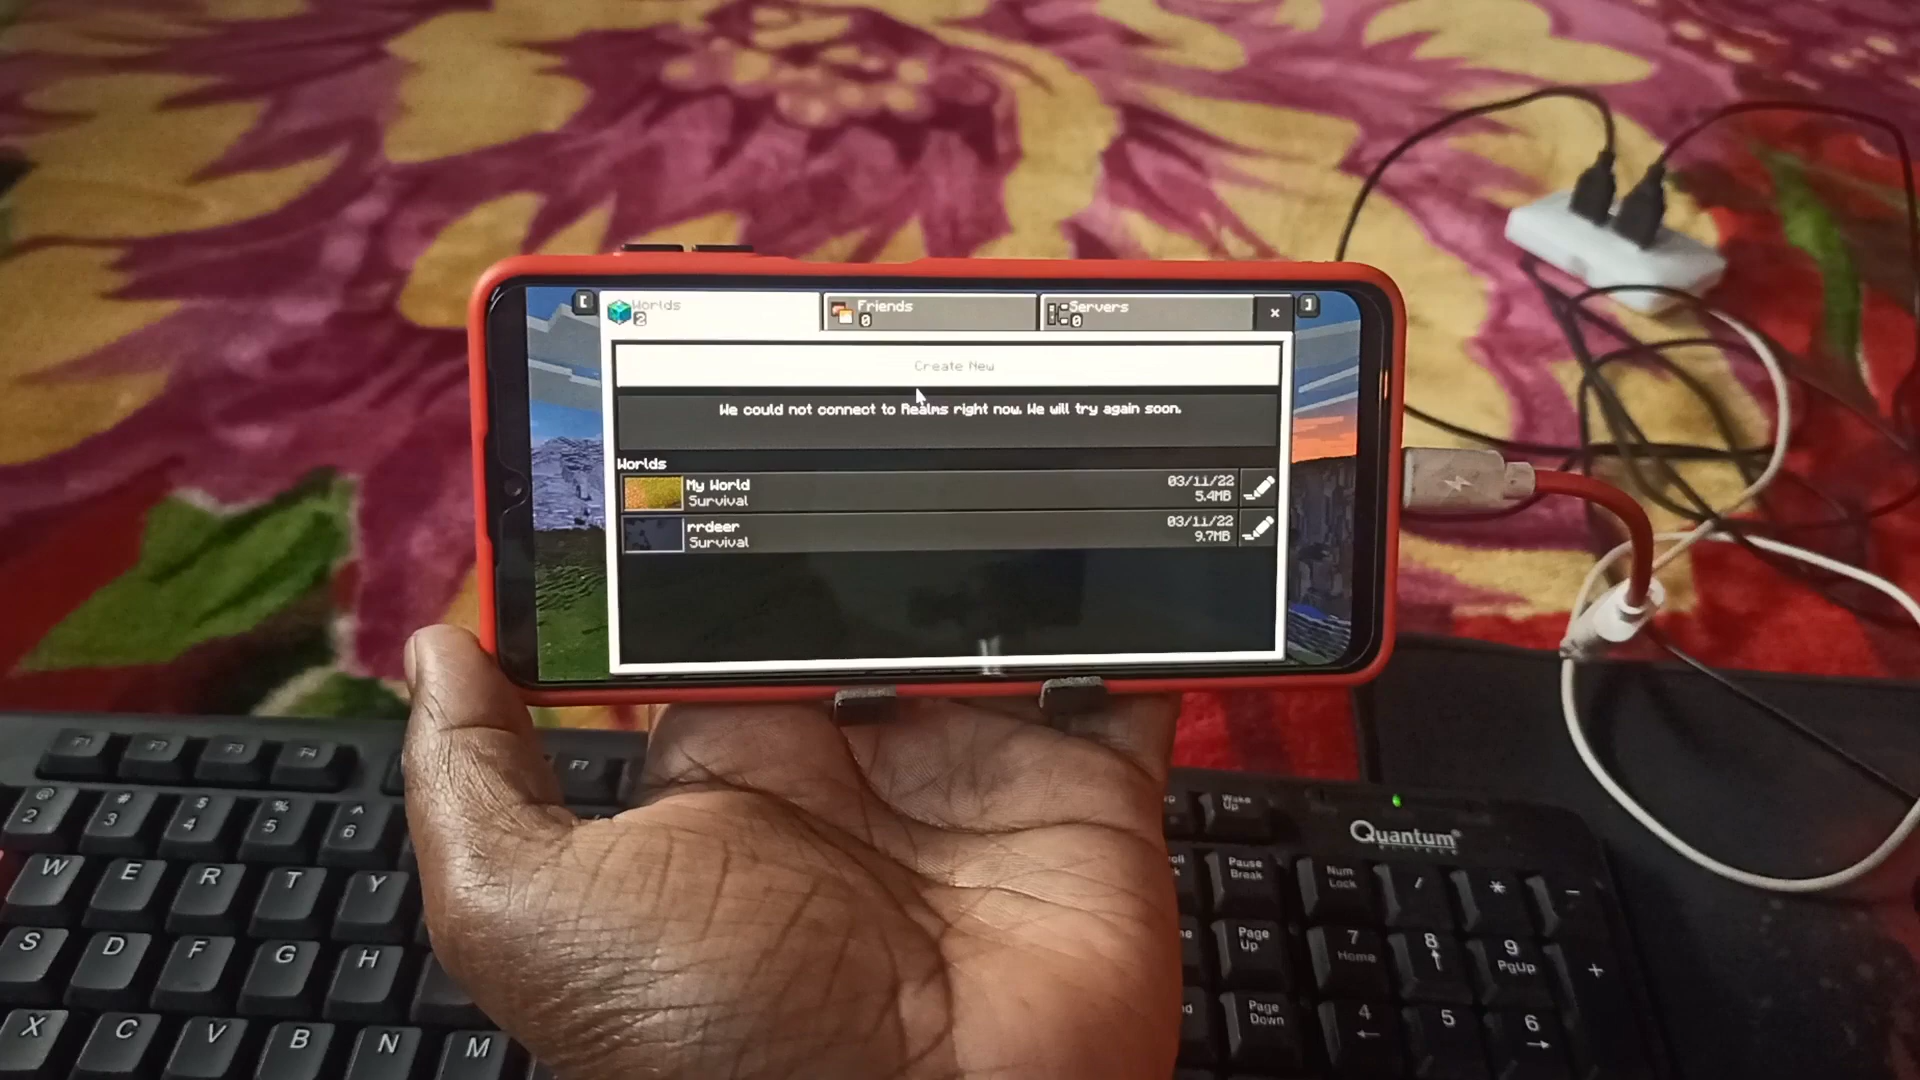 [
Worlds
2
Friends
0
Servers
0
×
]
Create New
We could not connect to Realms right now. We will try again soon.
Worlds
My World
Survival
03/11/22
5.4MB
rrdeer
Survival
03/11/22
9.7MB
F1 F2 F3 F4 F7
@ # $ % ^
2 3 4 5 6
W E R T Y
S D F G H
X C V B N M
Wake
Up
Quantum
Pause
Break
Num
Lock
/ * -
Page
Up
7
Home
8
9
PgUp
+
Page
Down
4
5
6